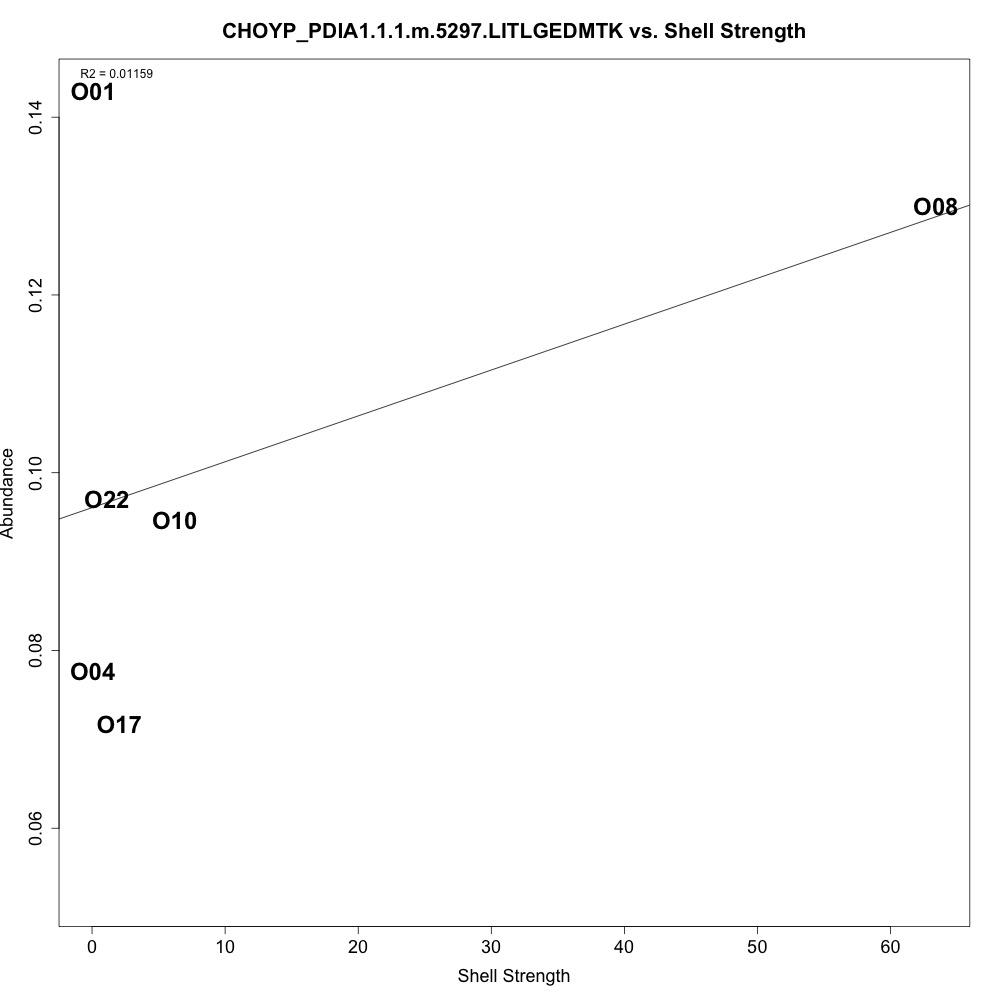 CHOYP_PDIA1.1.1.m.5297.LITLGEDMTK vs. Shell Strength
R2 = 0.01159
O01
0.14
O08
0.12
0.10
Abundance
O22
O10
0.08
O04
O17
0.06
0 10 20 30 40 50 60
Shell Strength